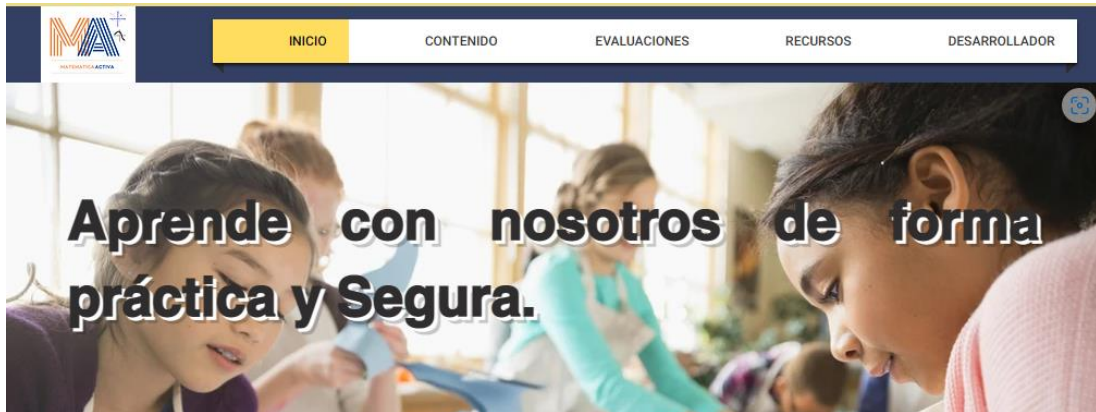 MA
MATEMÁTICA ACTIVA
INICIO CONTENIDO EVALUACIONES RECURSOS DESARROLLADOR
Aprende con nosotros de forma
práctica y Segura.